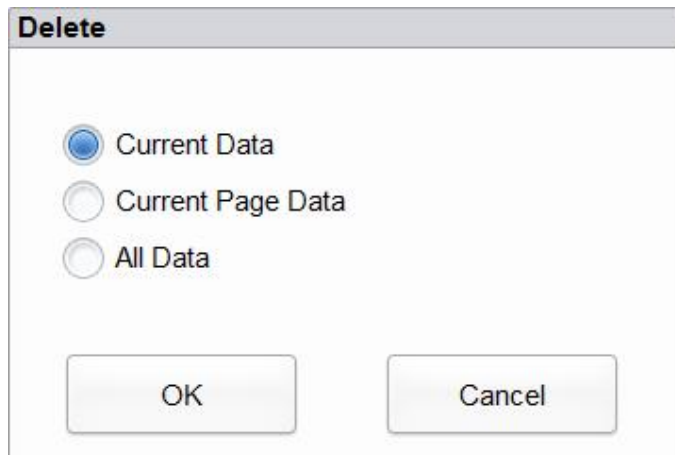 Delete
Current Data
Current Page Data
All Data
OK Cancel